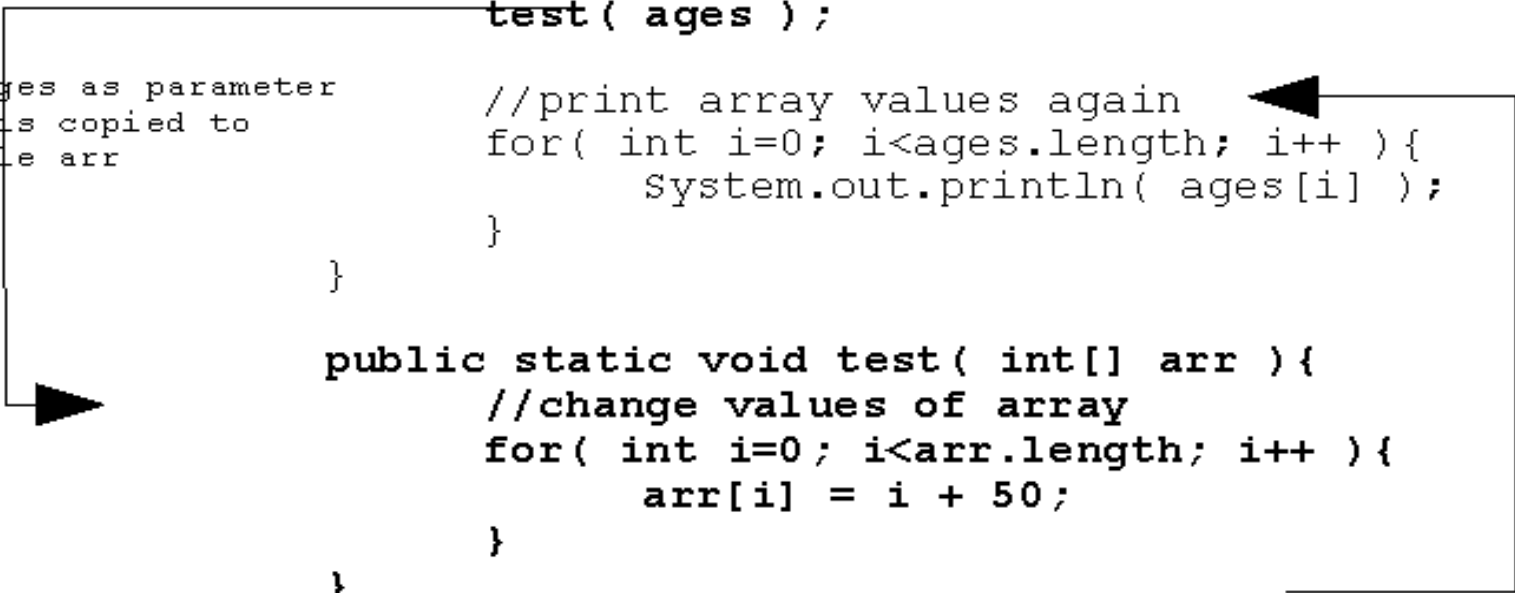 test( ages );
ges as parameter
is copied to
le arr
//print array values again
for( int i=0; i<ages.length; i++ ){
System.out.println( ages[i] );
}
}
public static void test( int[] arr ){
//change values of array
for( int i=0; i<arr.length; i++ ){
arr[i] = i + 50;
}
}